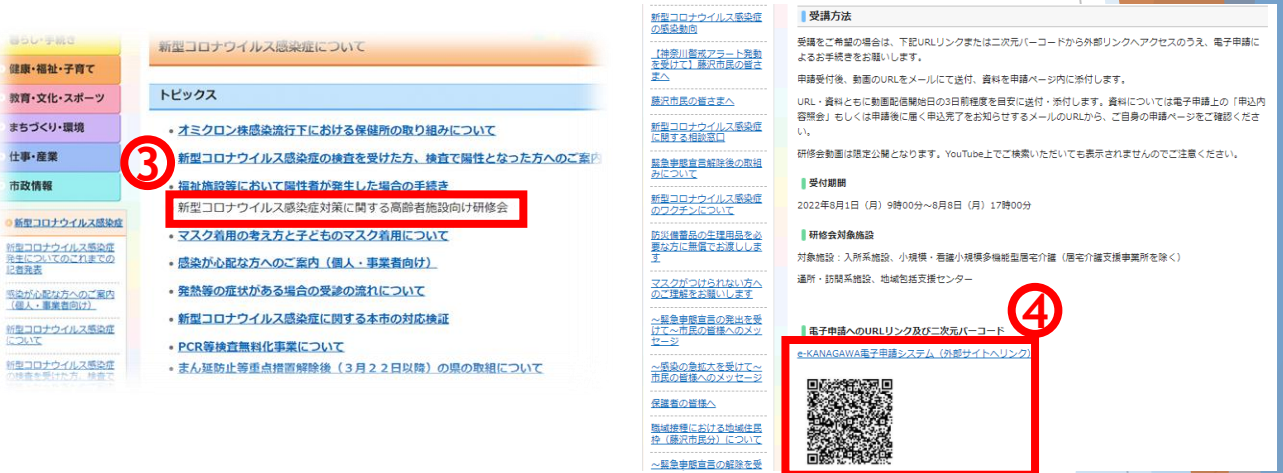 暮らし・手続き
健康・福祉・子育て
教育・文化・スポーツ
まちづくり・環境
仕事・産業
市政情報
新型コロナウイルス感染症
新型コロナウイルス感染症
発生についてのこれまでの
記者発表
感染が心配な方へのご案内
（個人・事業者向け）
新型コロナウイルス感染症
について
新型コロナウイルス感染症
の検査を受けた方、検査で
新型コロナウイルス感染症について
トピックス
・オミクロン株感染流行下における保健所の取り組みについて
③
・新型コロナウイルス感染症の検査を受けた方、検査で陽性となった方へのご案内
・福祉施設等において陽性者が発生した場合の手続き
新型コロナウイルス感染症対策に関する高齢者施設向け研修会
・マスク着用の考え方と子どものマスク着用について
・感染が心配な方へのご案内（個人・事業者向け）
・発熱等の症状がある場合の受診の流れについて
・新型コロナウイルス感染症に関する本市の対応検証
・PCR等検査無料化事業について
・まん延防止等重点措置解除後（３月２２日以降）の県の取組について
新型コロナウイルス感染症
の感染動向
【神奈川警戒アラート発動
を受けて】藤沢市民の皆さ
まへ
藤沢市民の皆さまへ
新型コロナウイルス感染症
に関する相談窓口
緊急事態宣言解除後の取組
みについて
新型コロナウイルス感染症
のワクチンについて
防災備蓄品の生理用品を必
要な方に無償でお渡ししま
す
マスクがつけられない方へ
のご理解をお願いします
～緊急事態宣言の発出を受
けて～市民の皆様へのメッ
セージ
～感染の急拡大を受けて～
市民の皆様へのメッセージ
保護者の皆様へ
職域接種における地域住民
枠（藤沢市民分）について
～緊急事態宣言の解除を受
受講方法
受講をご希望の場合は、下記URLリンクまたは二次元バーコードから外部リンクへアクセスのうえ、電子申請に
よるお手続きをお願いします。
申請受付後、動画のURLをメールにて送付、資料を申請ページ内に添付します。
URL・資料ともに動画配信開始日の3日前程度を目安に送付・添付します。資料については電子申請上の「申込内
容照会」もしくは申請後に届く申込完了をお知らせするメールのURLから、ご自身の申請ページをご確認くださ
い。
研修会動画は限定公開となります。YouTube上でご検索いただいても表示されませんのでご注意ください。
受付期間
2022年8月1日（月）9時00分～8月8日（月）17時00分
研修会対象施設
対象施設：入所系施設、小規模・看護小規模多機能型居宅介護（居宅介護支援事業所を除く）
通所・訪問系施設、地域包括支援センター
④
電子申請へのURLリンク及び二次元バーコード
e-KANAGAWA電子申請システム（外部サイトへリンク）